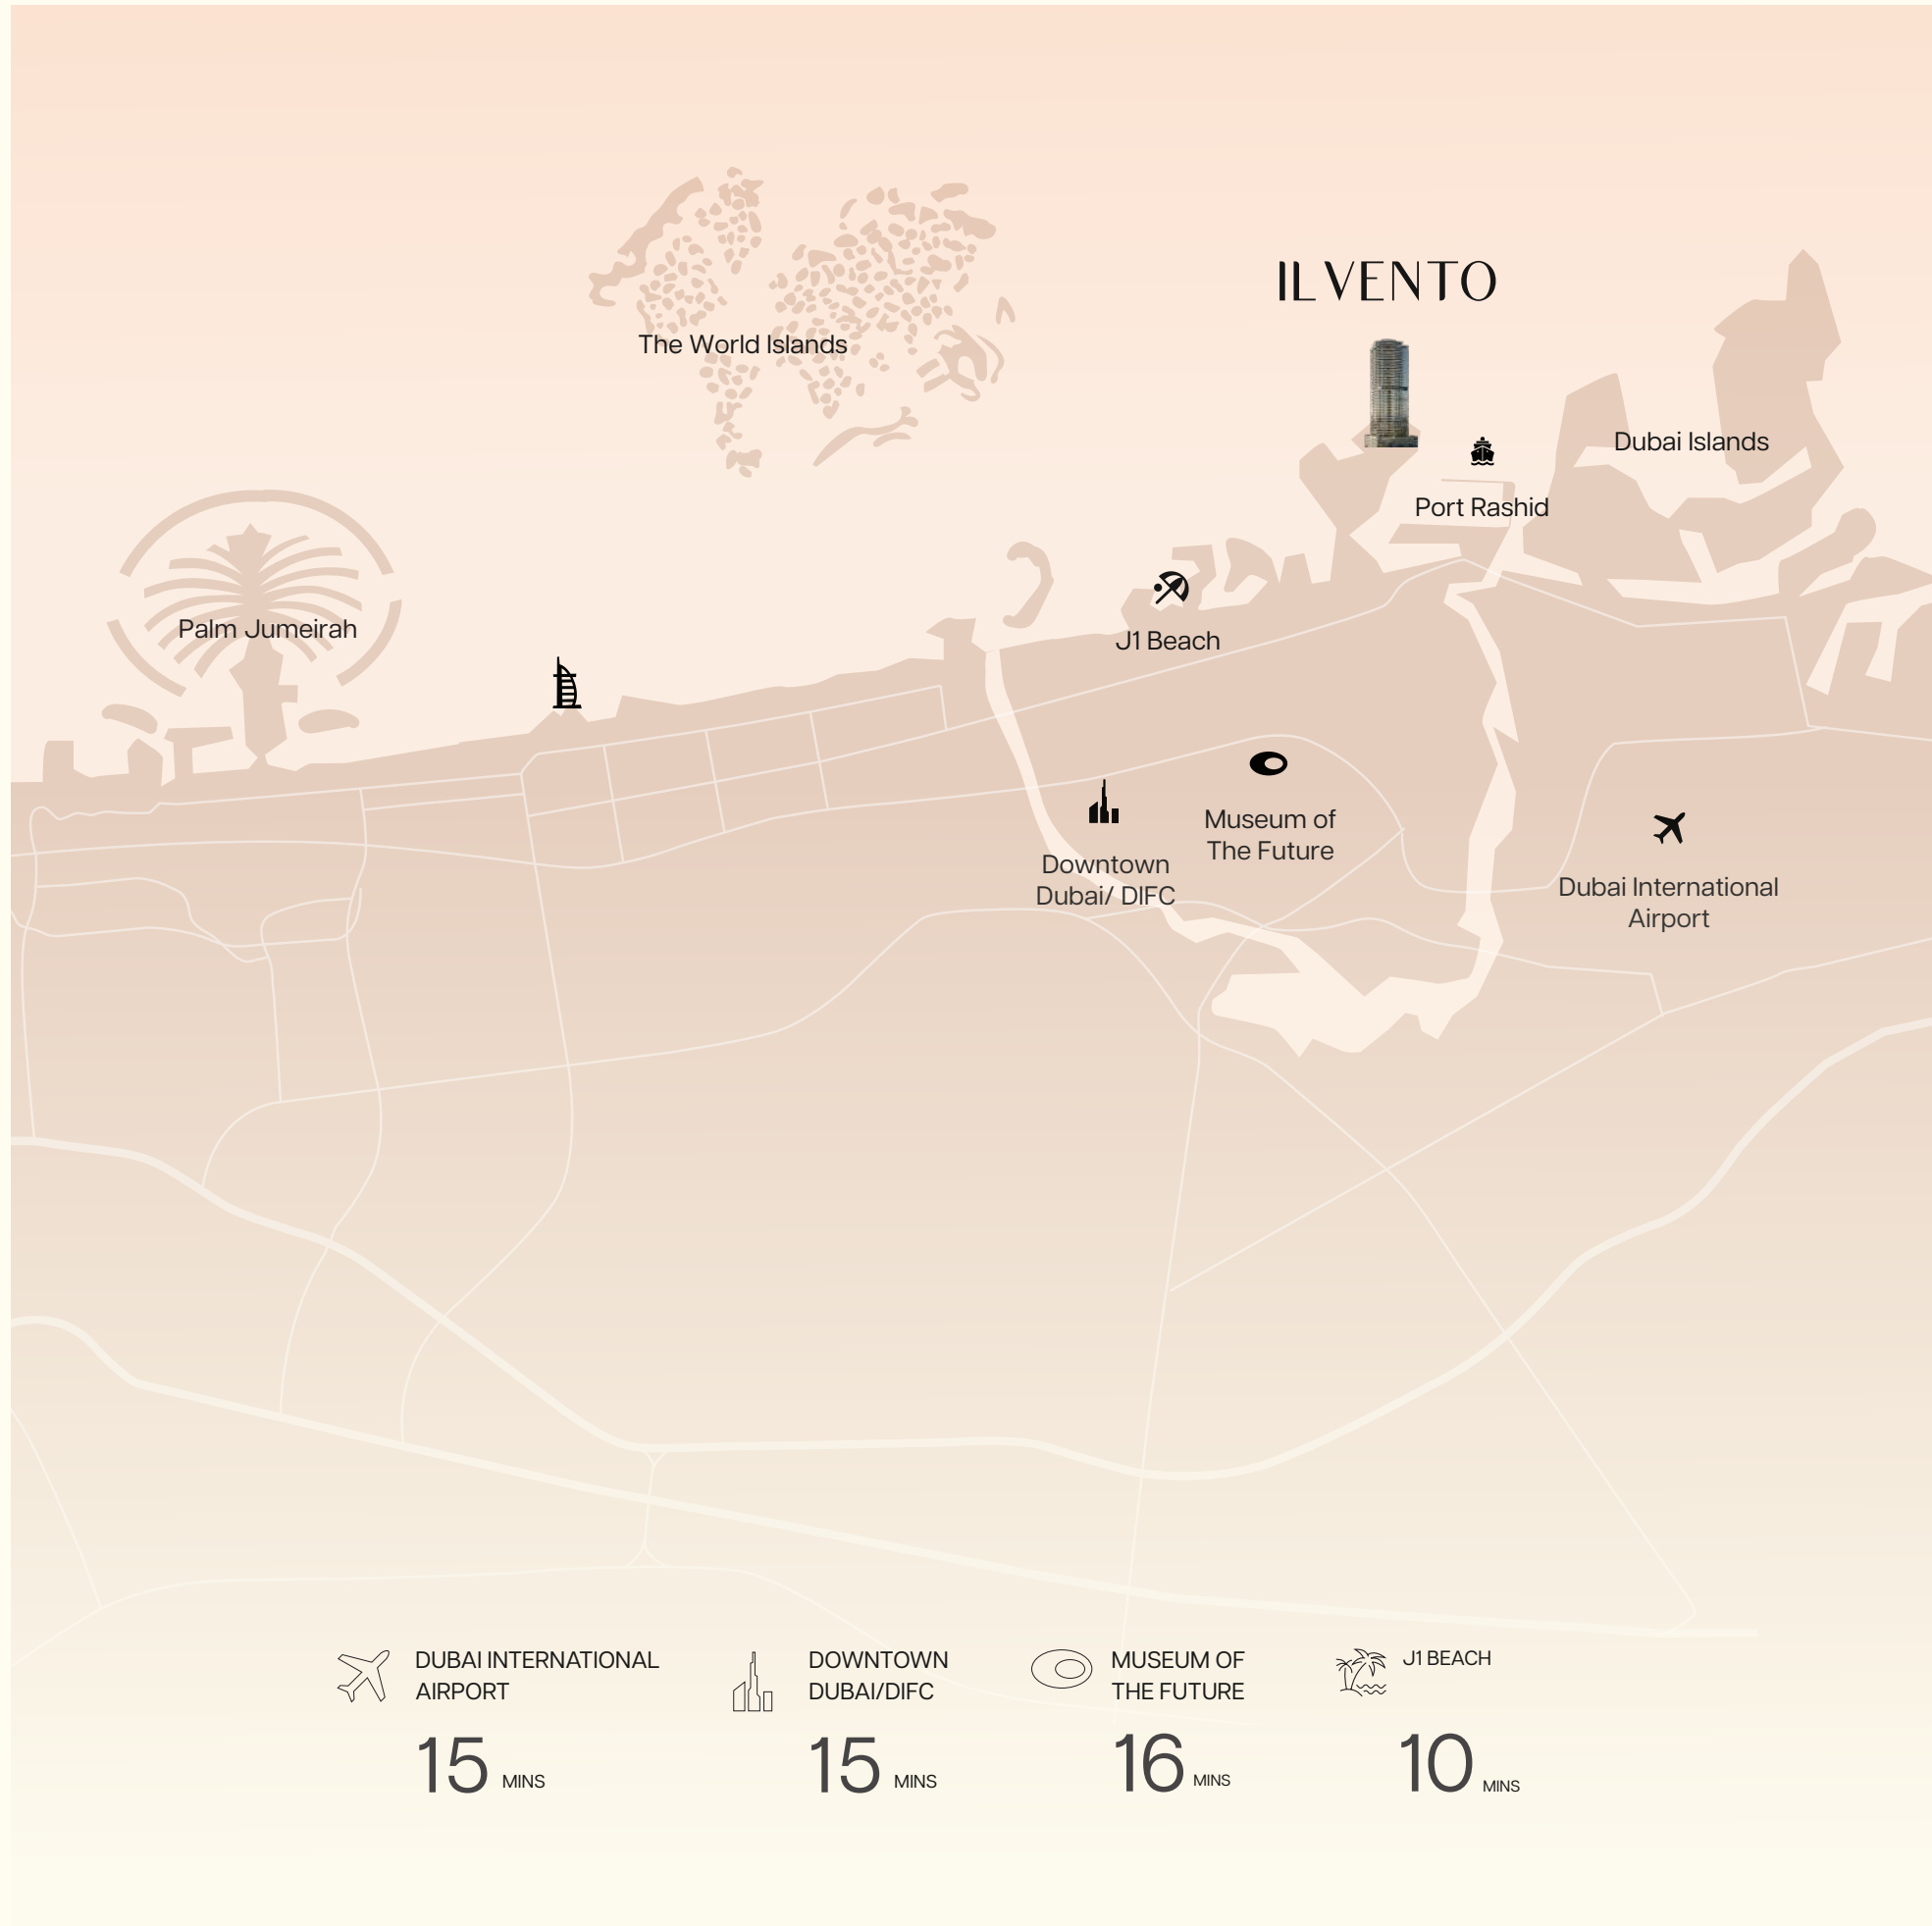 ILVENTO
The World Islands
Dubai Islands
Port Rashid
Palm Jumeirah
J1 Beach
Museum of
The Future
Downtown
Dubai/ DIFC
Dubai International
Airport
DUBAI INTERNATIONAL
AIRPORT
15 MINS
DOWNTOWN
DUBAI/DIFC
15 MINS
MUSEUM OF
THE FUTURE
16 MINS
J1 BEACH
10 MINS